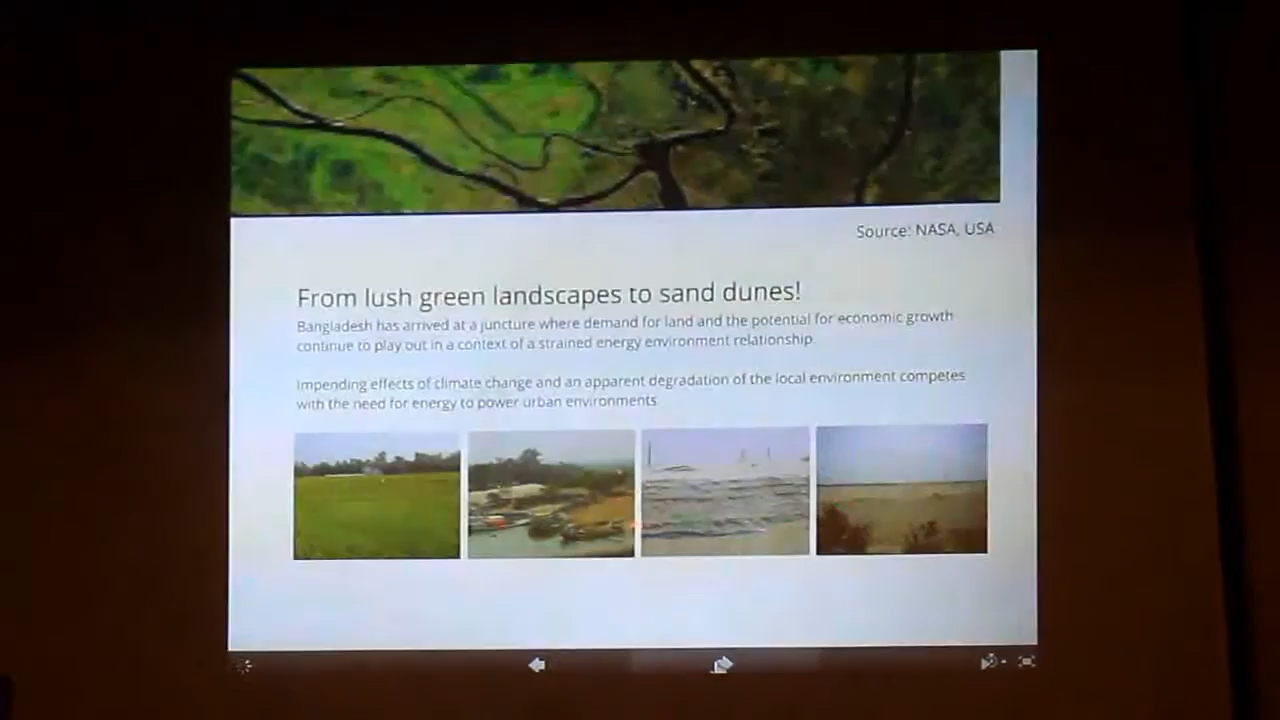 Source: NASA, USA
From lush green landscapes to sand dunes!
Bangladesh has arrived at a juncture where demand for land and the potential for economic growth
continue to play out in a context of a strained energy environment relationship.
Impending effects of climate change and an apparent degradation of the local environment competes
with the need for energy to power urban environments.